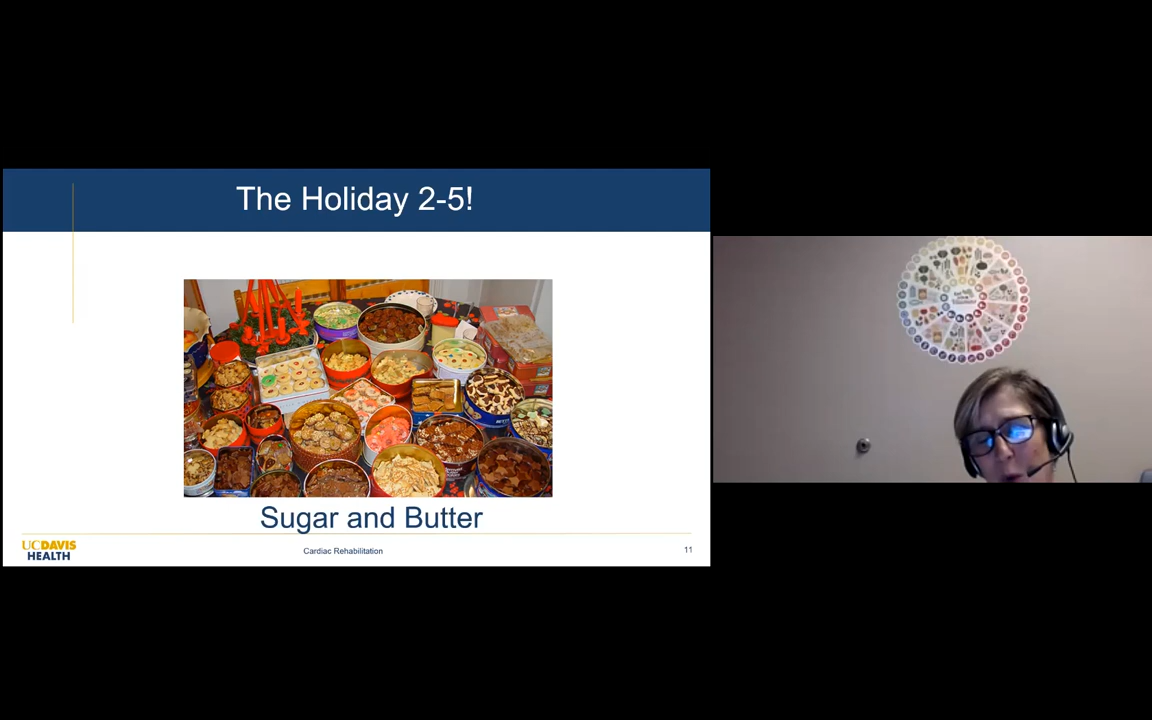 The Holiday 2-5!
Sugar and Butter
UCDAVIS
HEALTH
Cardiac Rehabilitation
11